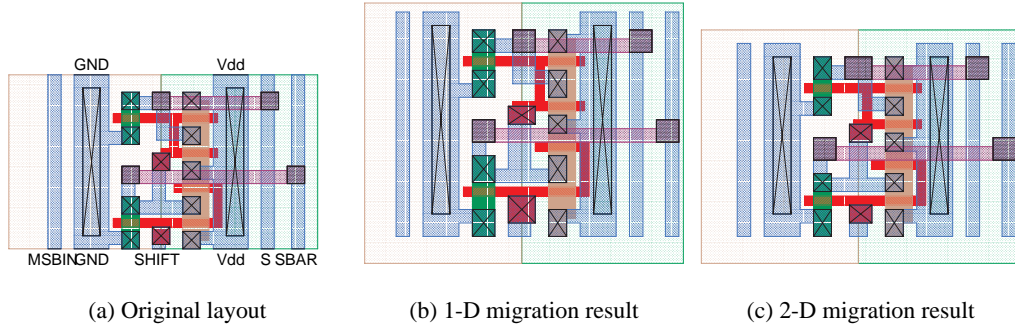 GND Vdd
MSBIN GND SHIFT Vdd S SBAR
(a) Original layout (b) 1-D migration result (c) 2-D migration result